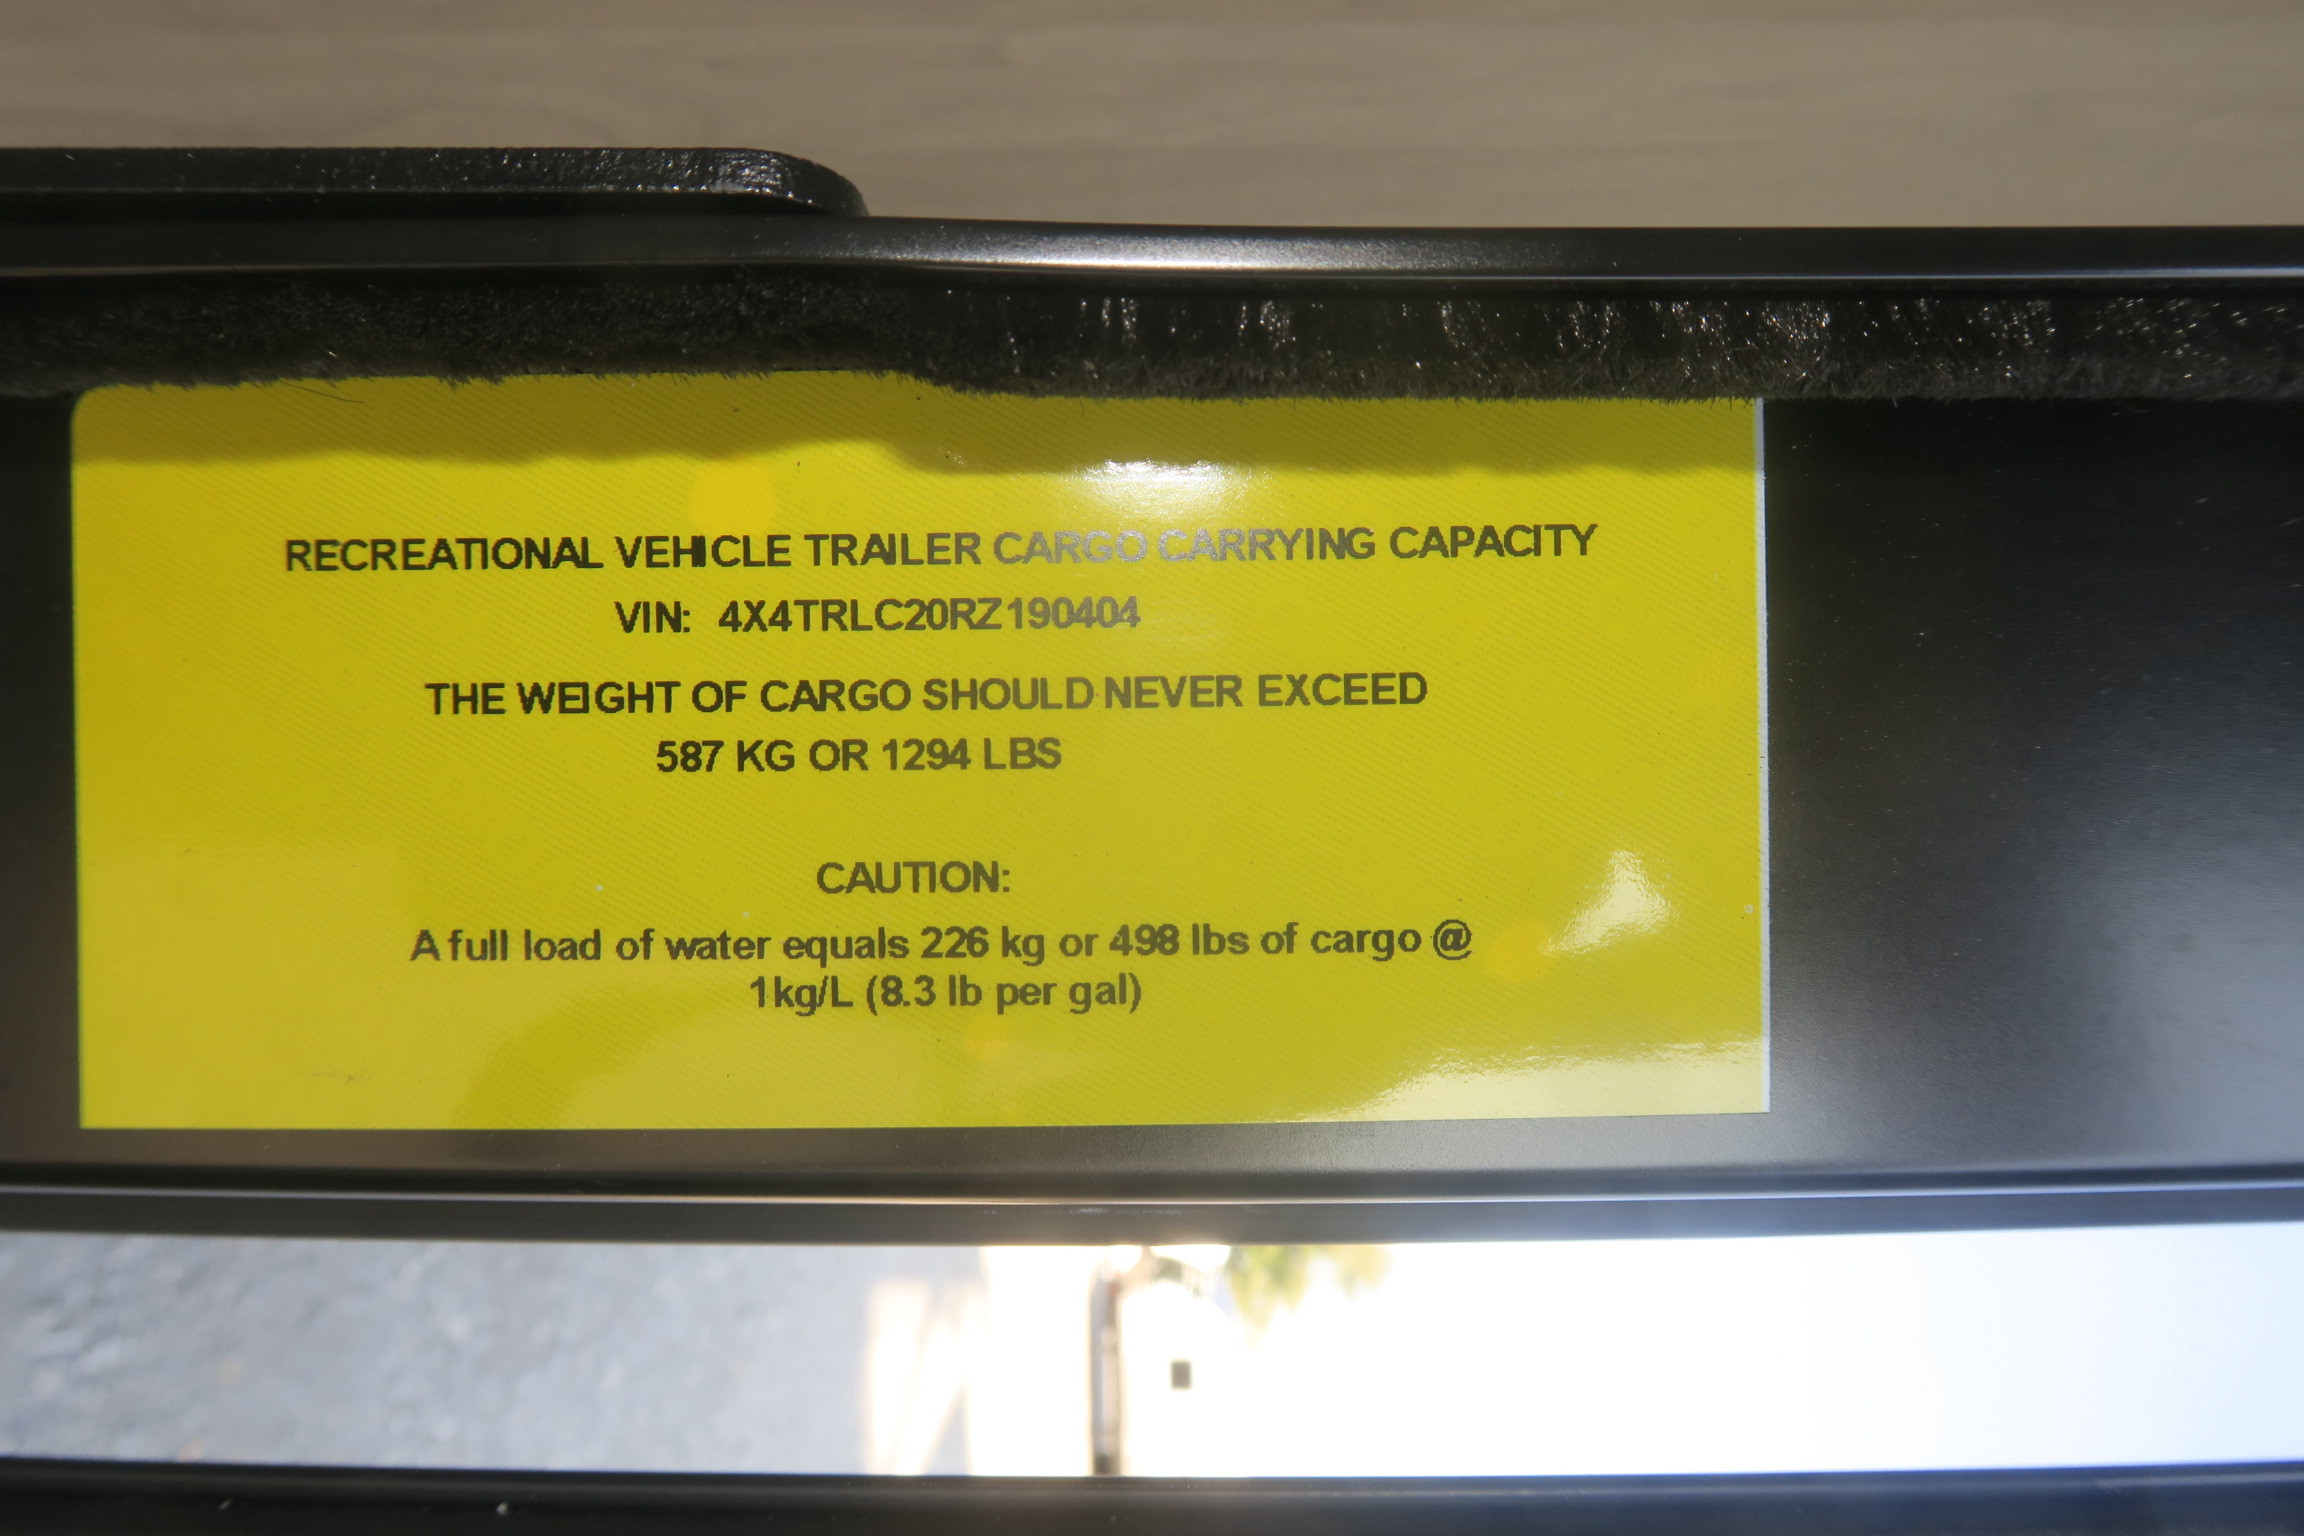 RECREATIONAL VEHICLE TRAILER CARGO CARRYING CAPACITY
VIN: 4X4TRLC20RZ190404
THE WEIGHT OF CARGO SHOULD NEVER EXCEED
587 KG OR 1294 LBS
CAUTION:
A full load of water equals 226 kg or 498 lbs of cargo @
1kg/L (8.3 lb per gal)